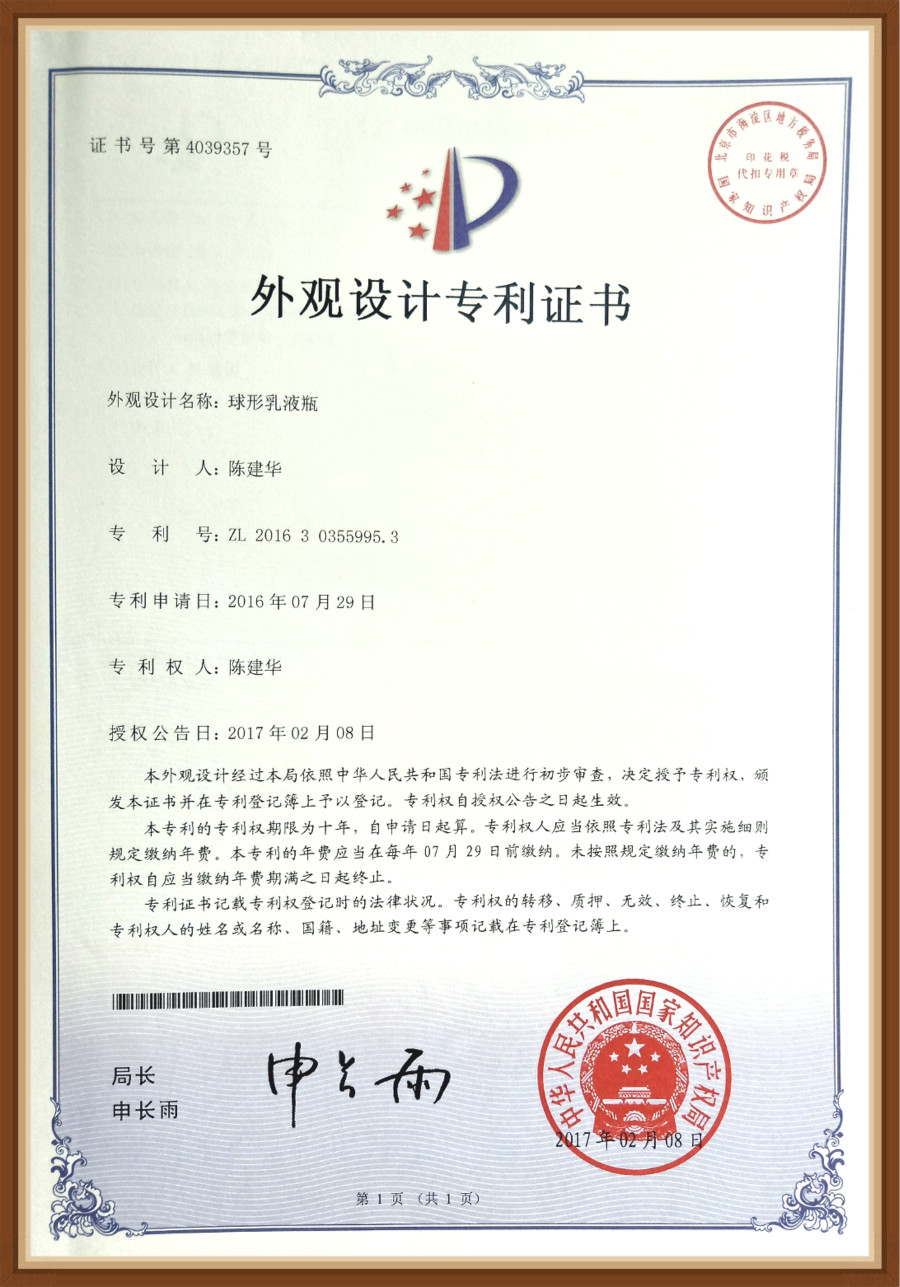 证书号第4039357号
北京市海淀区地方税务局
印花税
代扣专用章
国家知识产权局
外观设计专利证书
外观设计名称：球形乳液瓶
设 计 人：陈建华
专 利 号：ZL 2016 3 0355995.3
专利申请日：2016年07月29日
专 利 权 人：陈建华
授权公告日：2017年02月08日
本外观设计经过本局依照中华人民共和国专利法进行初步审查，决定授予专利权，颁
发本证书并在专利登记簿上予以登记。专利权自授权公告之日起生效。
本专利的专利权期限为十年，自申请日起算。专利权人应当依照专利法及其实施细则
规定缴纳年费。本专利的年费应当在每年07月29日前缴纳。未按照规定缴纳年费的，专
利权自应当缴纳年费期满之日起终止。
专利证书记载专利权登记时的法律状况。专利权的转移、质押、无效、终止、恢复和
专利权人的姓名或名称、国籍、地址变更等事项记载在专利登记簿上。
局长
申长雨
申长雨
中华人民共和国国家知识产权局
2017年02月08日
第 1 页 （共 1 页）